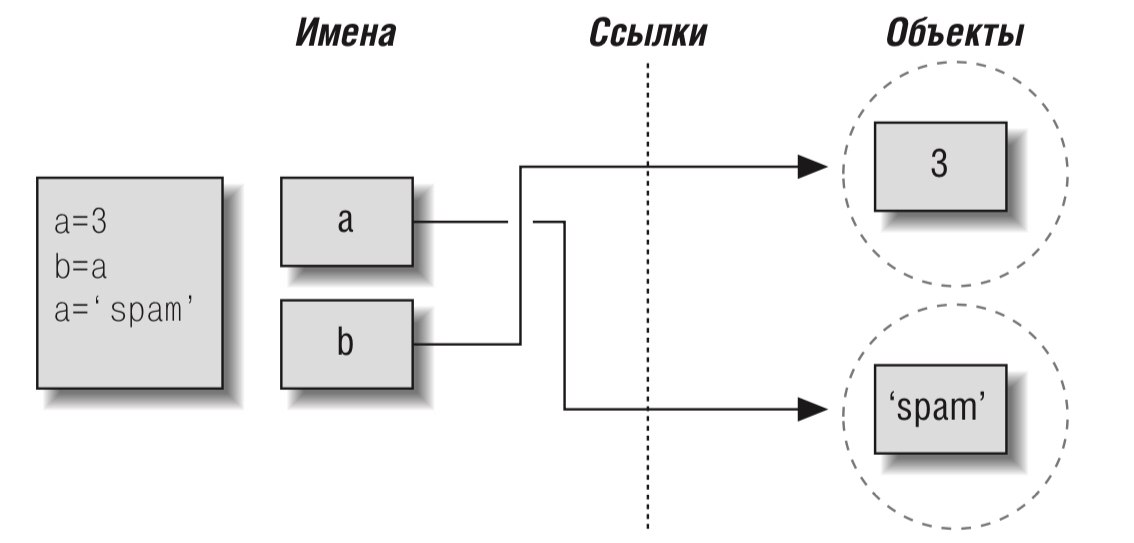 Имена Ссылки Объекты
a=3
b=a
a=‘spam’
a
b
3
‘spam’